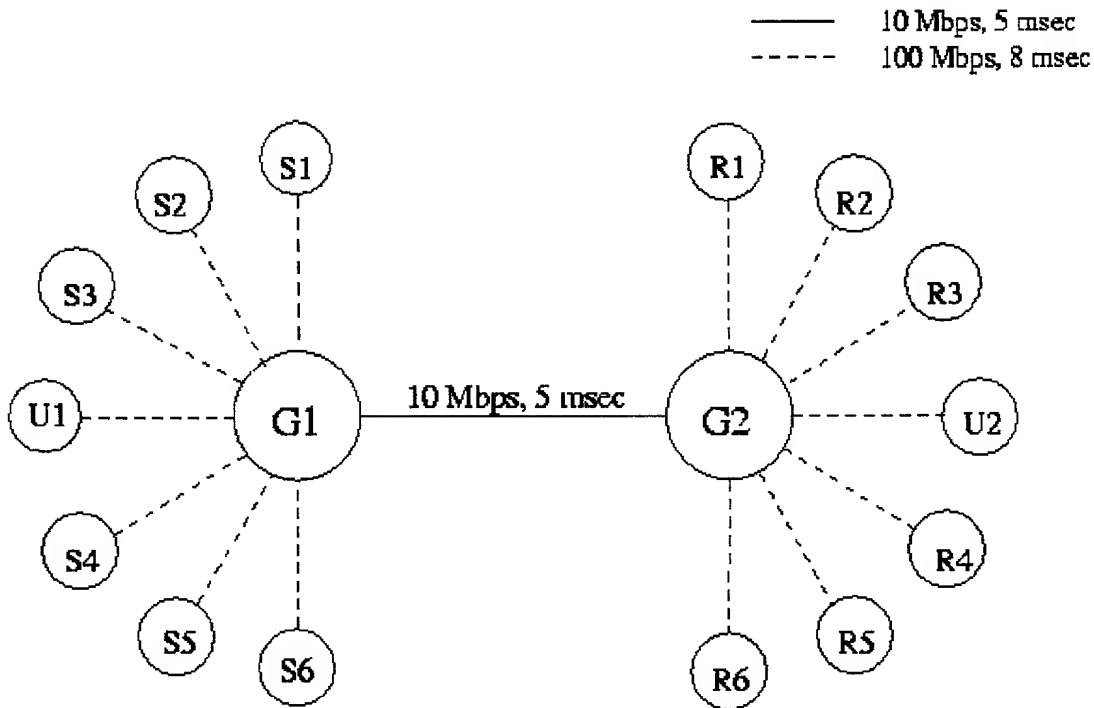 10 Mbps, 5 msec
100 Mbps, 8 msec
S1
R1
S2
R2
S3
R3
10 Mbps, 5 msec
U1
G1
G2
U2
S4
R4
S5
R5
S6
R6